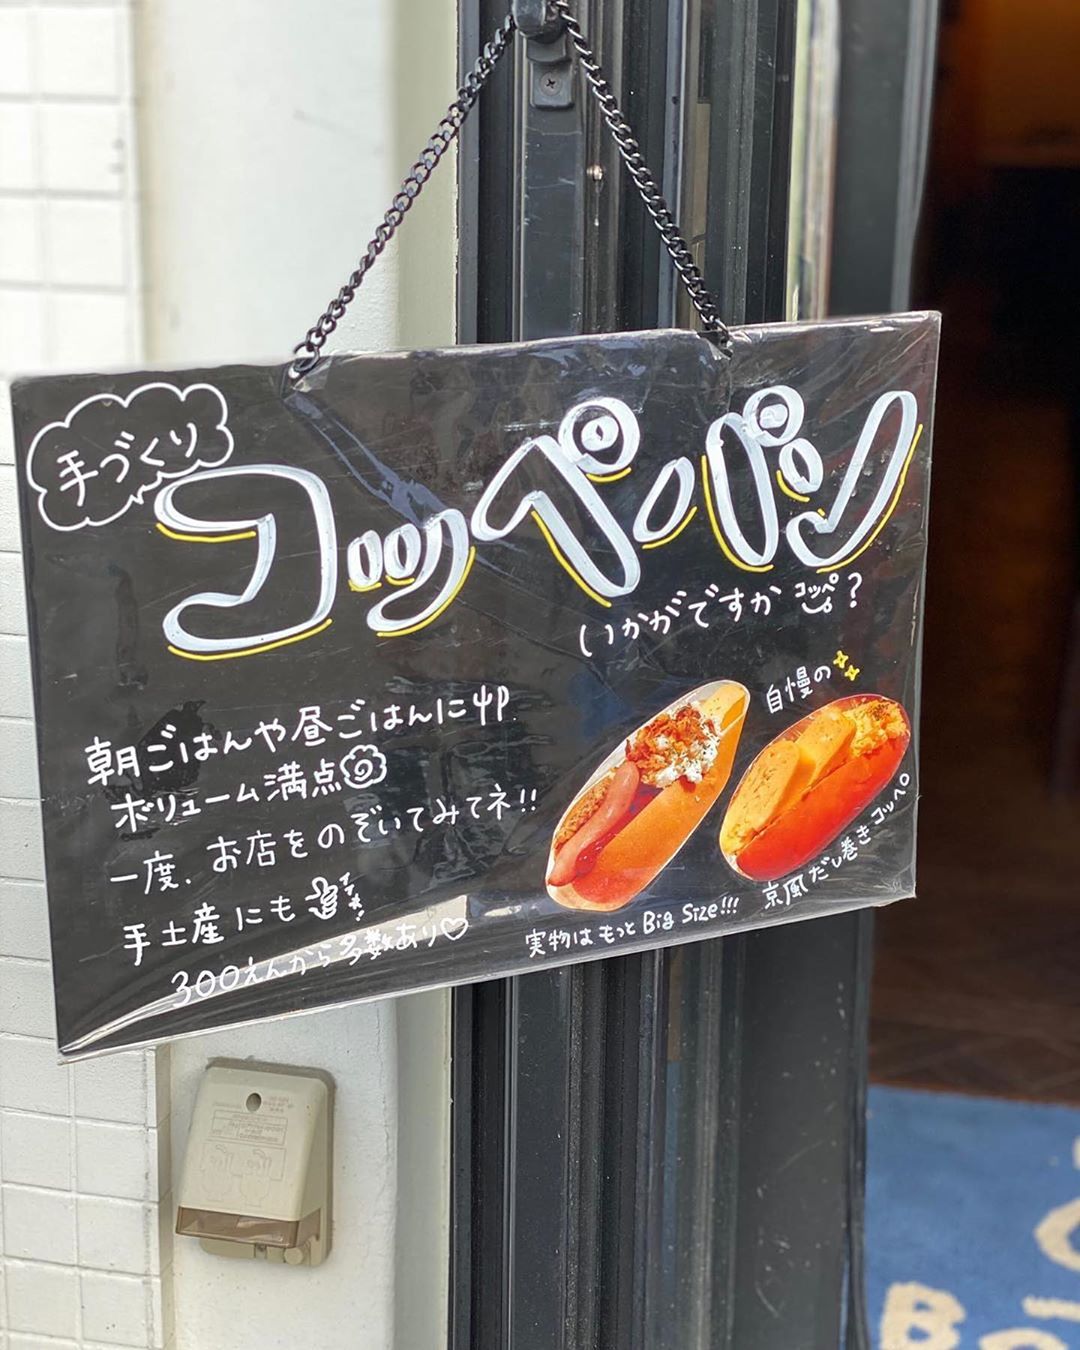 手づくり
コッペパン
いかがですか コッペ?
朝ごはんや昼ごはんに
ボリューム満点
一度、お店をのぞいてみてネ!!
手土産にも
300えんから多数あり♡
自慢の
京風だし巻きコッペ
実物はもっとBig Size!!!